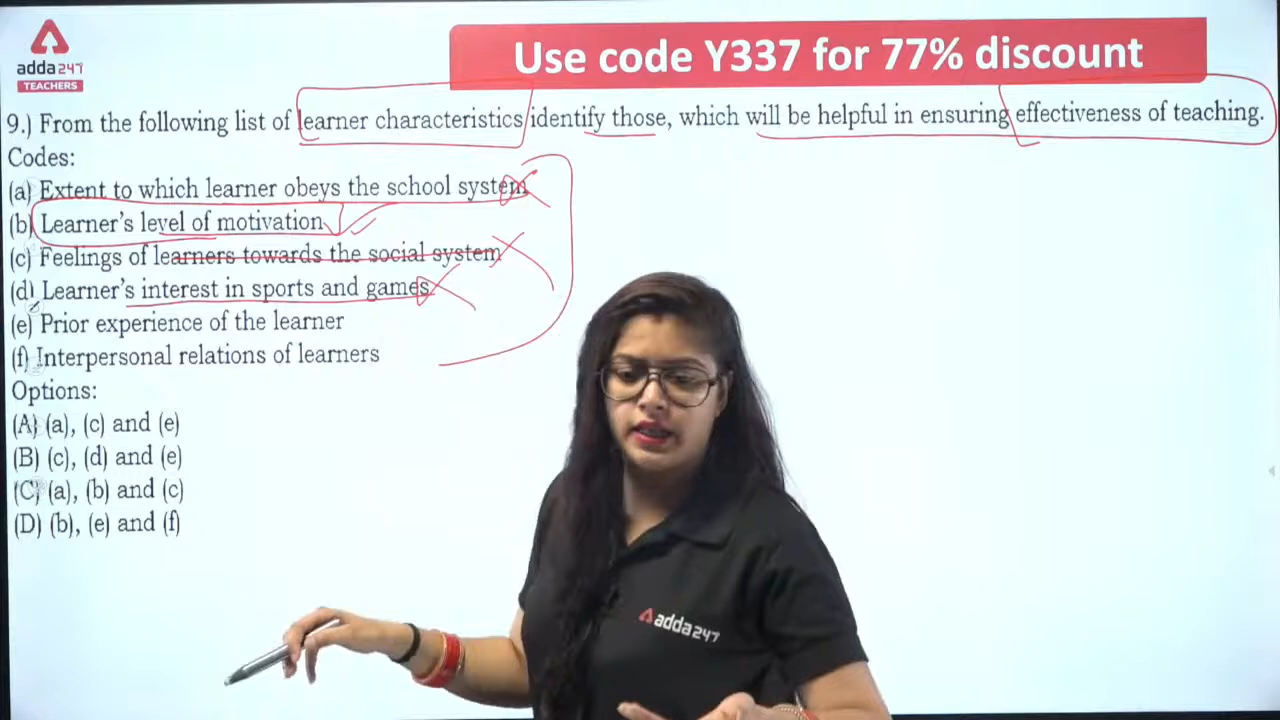 adda247
TEACHERS
Use code Y337 for 77% discount
9.) From the following list of learner characteristics identify those, which will be helpful in ensuring effectiveness of teaching.
Codes:
(a) Extent to which learner obeys the school system
(b) Learner's level of motivation
(c) Feelings of learners towards the social system
(d) Learner's interest in sports and games
(e) Prior experience of the learner
(f) Interpersonal relations of learners
Options:
(A) (a), (c) and (e)
(B) (c), (d) and (e)
(C) (a), (b) and (c)
(D) (b), (e) and (f)
adda247